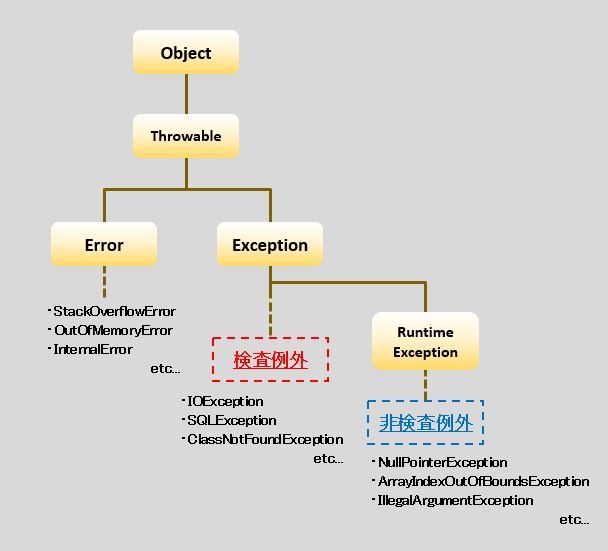 Object
Throwable
Error
Exception
・StackOverflowError
・OutOfMemoryError
・InternalError
etc...
Runtime
Exception
検査例外
・IOException
・SQLException
・ClassNotFoundException
etc...
非検査例外
・NullPointerException
・ArrayIndexOutOfBoundsException
・IllegalArgumentException
etc...